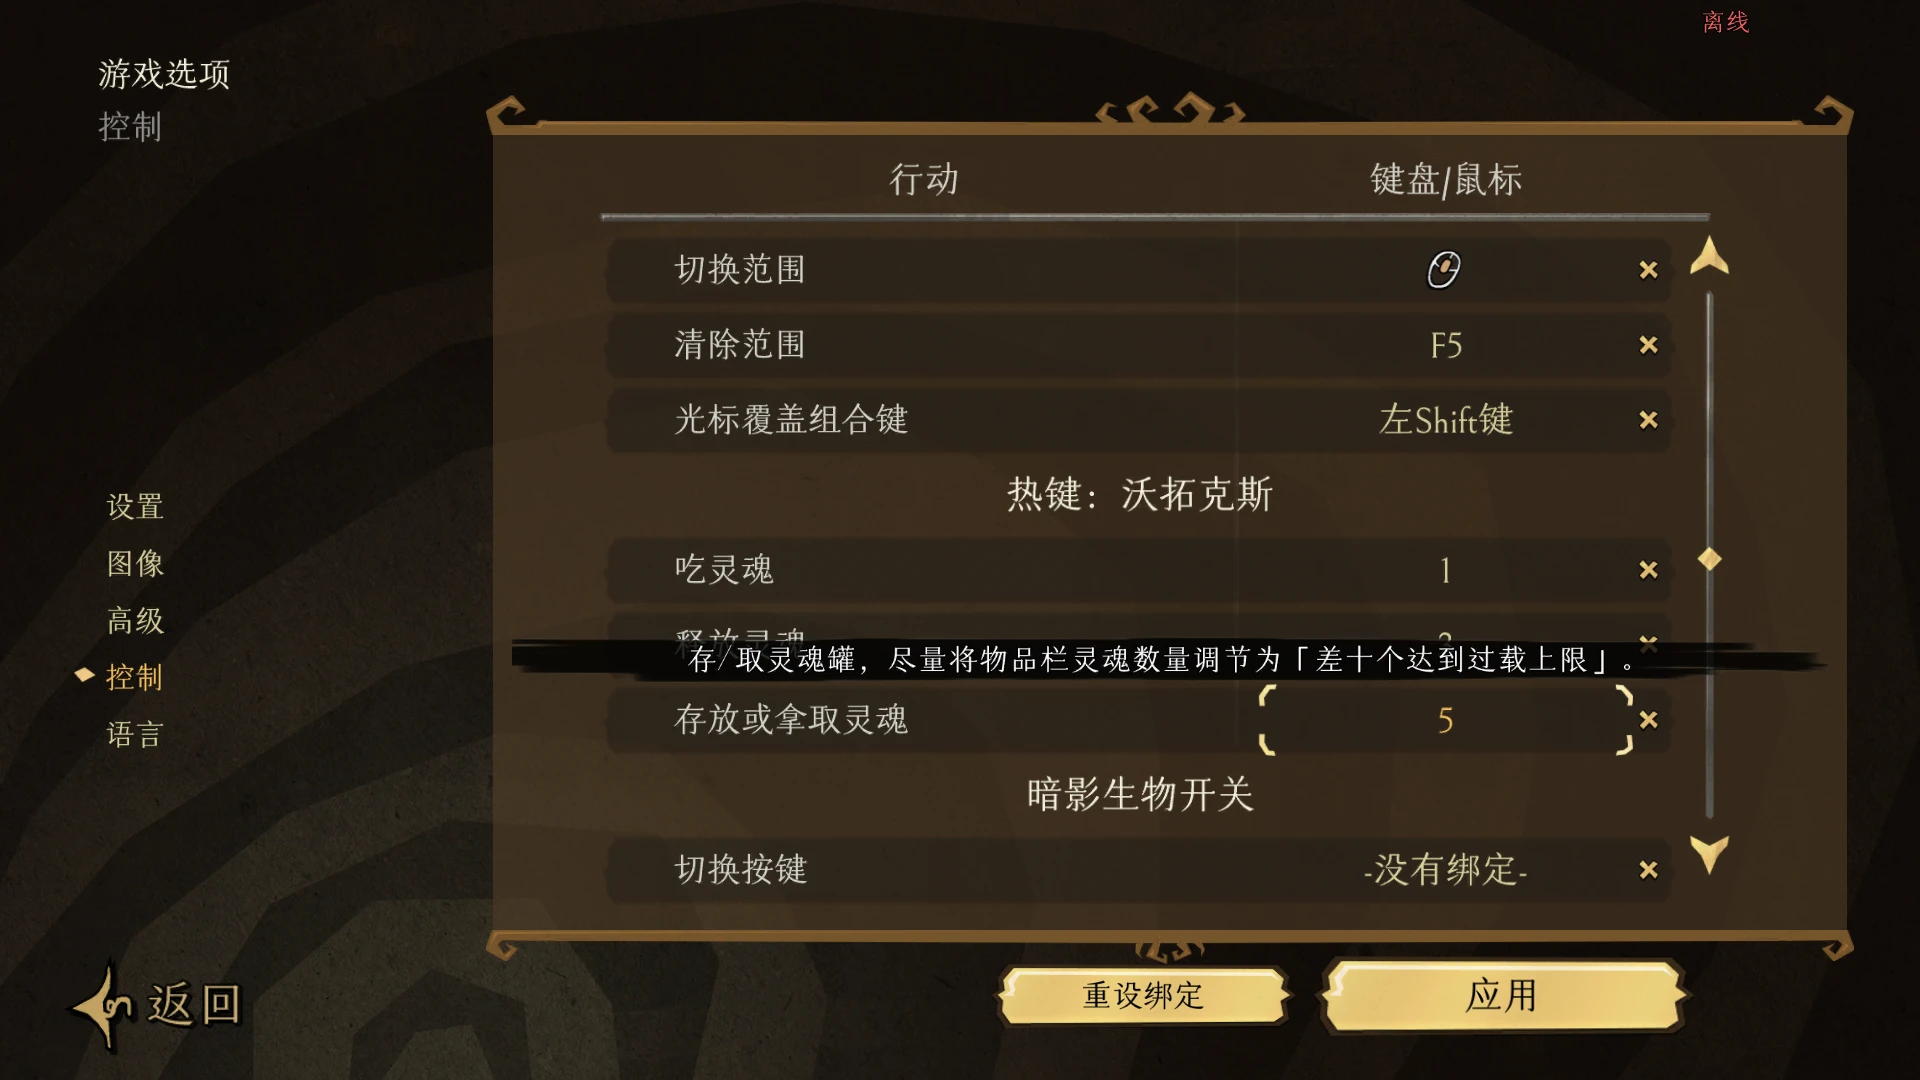 离线
游戏选项
控制
行动 键盘/鼠标
切换范围
清除范围 F5
光标覆盖组合键 左Shift键
热键：沃拓克斯
吃灵魂 1
释放灵魂
存/取灵魂罐，尽量将物品栏灵魂数量调节为「差十个达到过载上限」。
存放或拿取灵魂 5
暗影生物开关
切换按键 -没有绑定-
设置
图像
高级
控制
语言
返回
重设绑定 应用